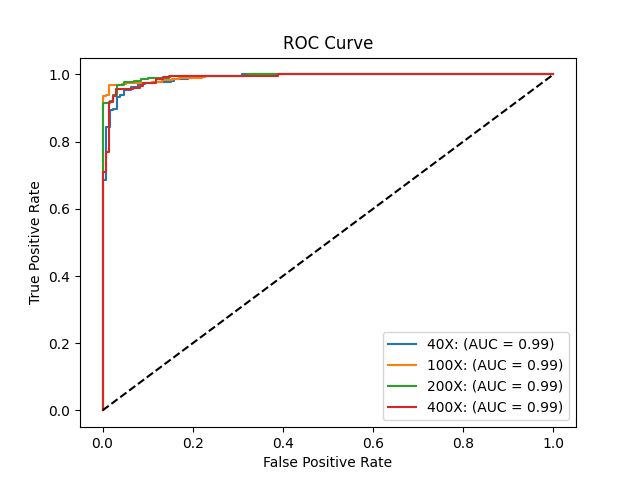 ROC Curve
True Positive Rate
1.0
0.8
0.6
0.4
0.2
0.0
40X: (AUC = 0.99)
100X: (AUC = 0.99)
200X: (AUC = 0.99)
400X: (AUC = 0.99)
0.0 0.2 0.4 0.6 0.8 1.0
False Positive Rate